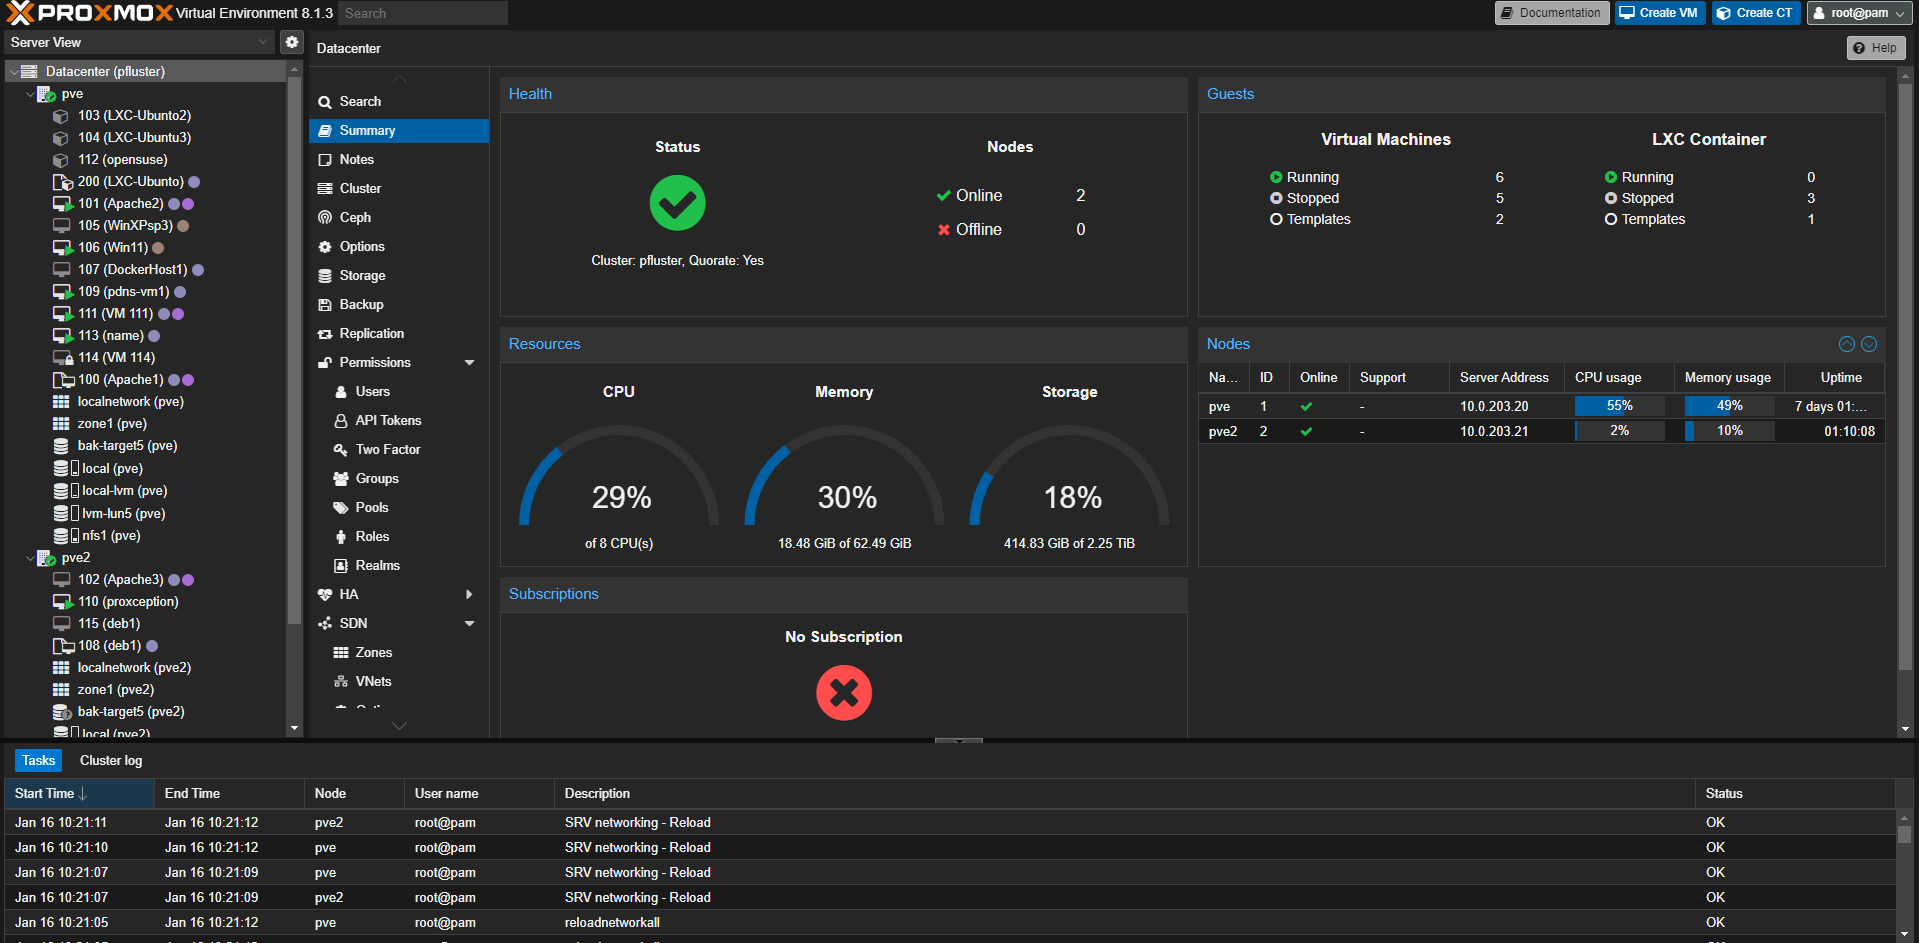 PROXMOX Virtual Environment 8.1.3
Search
Documentation
Create VM
Create CT
root@pam
Server View
Datacenter
Help
Datacenter (pfluster)
pve
103 (LXC-Ubunto2)
104 (LXC-Ubuntu3)
112 (opensuse)
200 (LXC-Ubunto)
101 (Apache2)
105 (WinXPsp3)
106 (Win11)
107 (DockerHost1)
109 (pdns-vm1)
111 (VM 111)
113 (name)
114 (VM 114)
100 (Apache1)
localnetwork (pve)
zone1 (pve)
bak-target5 (pve)
local (pve)
local-lvm (pve)
lvm-lun5 (pve)
nfs1 (pve)
pve2
102 (Apache3)
110 (proxception)
115 (deb1)
108 (deb1)
localnetwork (pve2)
zone1 (pve2)
bak-target5 (pve2)
local (pve2)
Search
Summary
Notes
Cluster
Ceph
Options
Storage
Backup
Replication
Permissions
Users
API Tokens
Two Factor
Groups
Pools
Roles
Realms
HA
SDN
Zones
VNets
Health
Status
Nodes
Online 2
Offline 0
Cluster: pfluster, Quorate: Yes
Guests
Virtual Machines
Running 6
Stopped 5
Templates 2
LXC Container
Running 0
Stopped 3
Templates 1
Resources
CPU
29%
of 8 CPU(s)
Memory
30%
18.48 GiB of 62.49 GiB
Storage
18%
414.83 GiB of 2.25 TiB
Nodes
Na... ID Online Support Server Address CPU usage Memory usage Uptime
pve 1 - 10.0.203.20 55% 49% 7 days 01:...
pve2 2 - 10.0.203.21 2% 10% 01:10:08
Subscriptions
No Subscription
Tasks Cluster log
Start Time End Time Node User name Description Status
Jan 16 10:21:11 Jan 16 10:21:12 pve2 root@pam SRV networking - Reload OK
Jan 16 10:21:10 Jan 16 10:21:12 pve root@pam SRV networking - Reload OK
Jan 16 10:21:07 Jan 16 10:21:09 pve root@pam SRV networking - Reload OK
Jan 16 10:21:07 Jan 16 10:21:09 pve2 root@pam SRV networking - Reload OK
Jan 16 10:21:05 Jan 16 10:21:12 pve root@pam reloadnetworkall OK